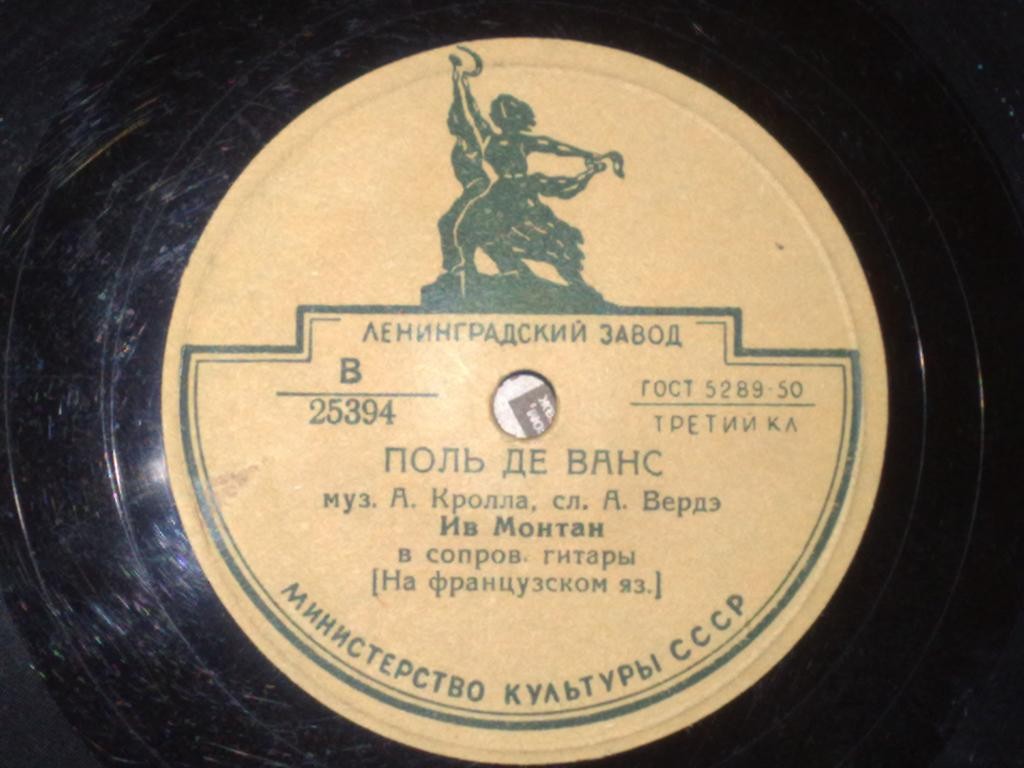 ЛЕНИНГРАДСКИЙ ЗАВОД
В
25394
ГОСТ 5289-50
ТРЕТИЙ КЛ
ПОЛЬ ДЕ ВАНС
муз. А. Кролла, сл. А. Вердэ
Ив Монтан
в сопров. гитары
[На французском яз.]
МИНИСТЕРСТВО КУЛЬТУРЫ СССР